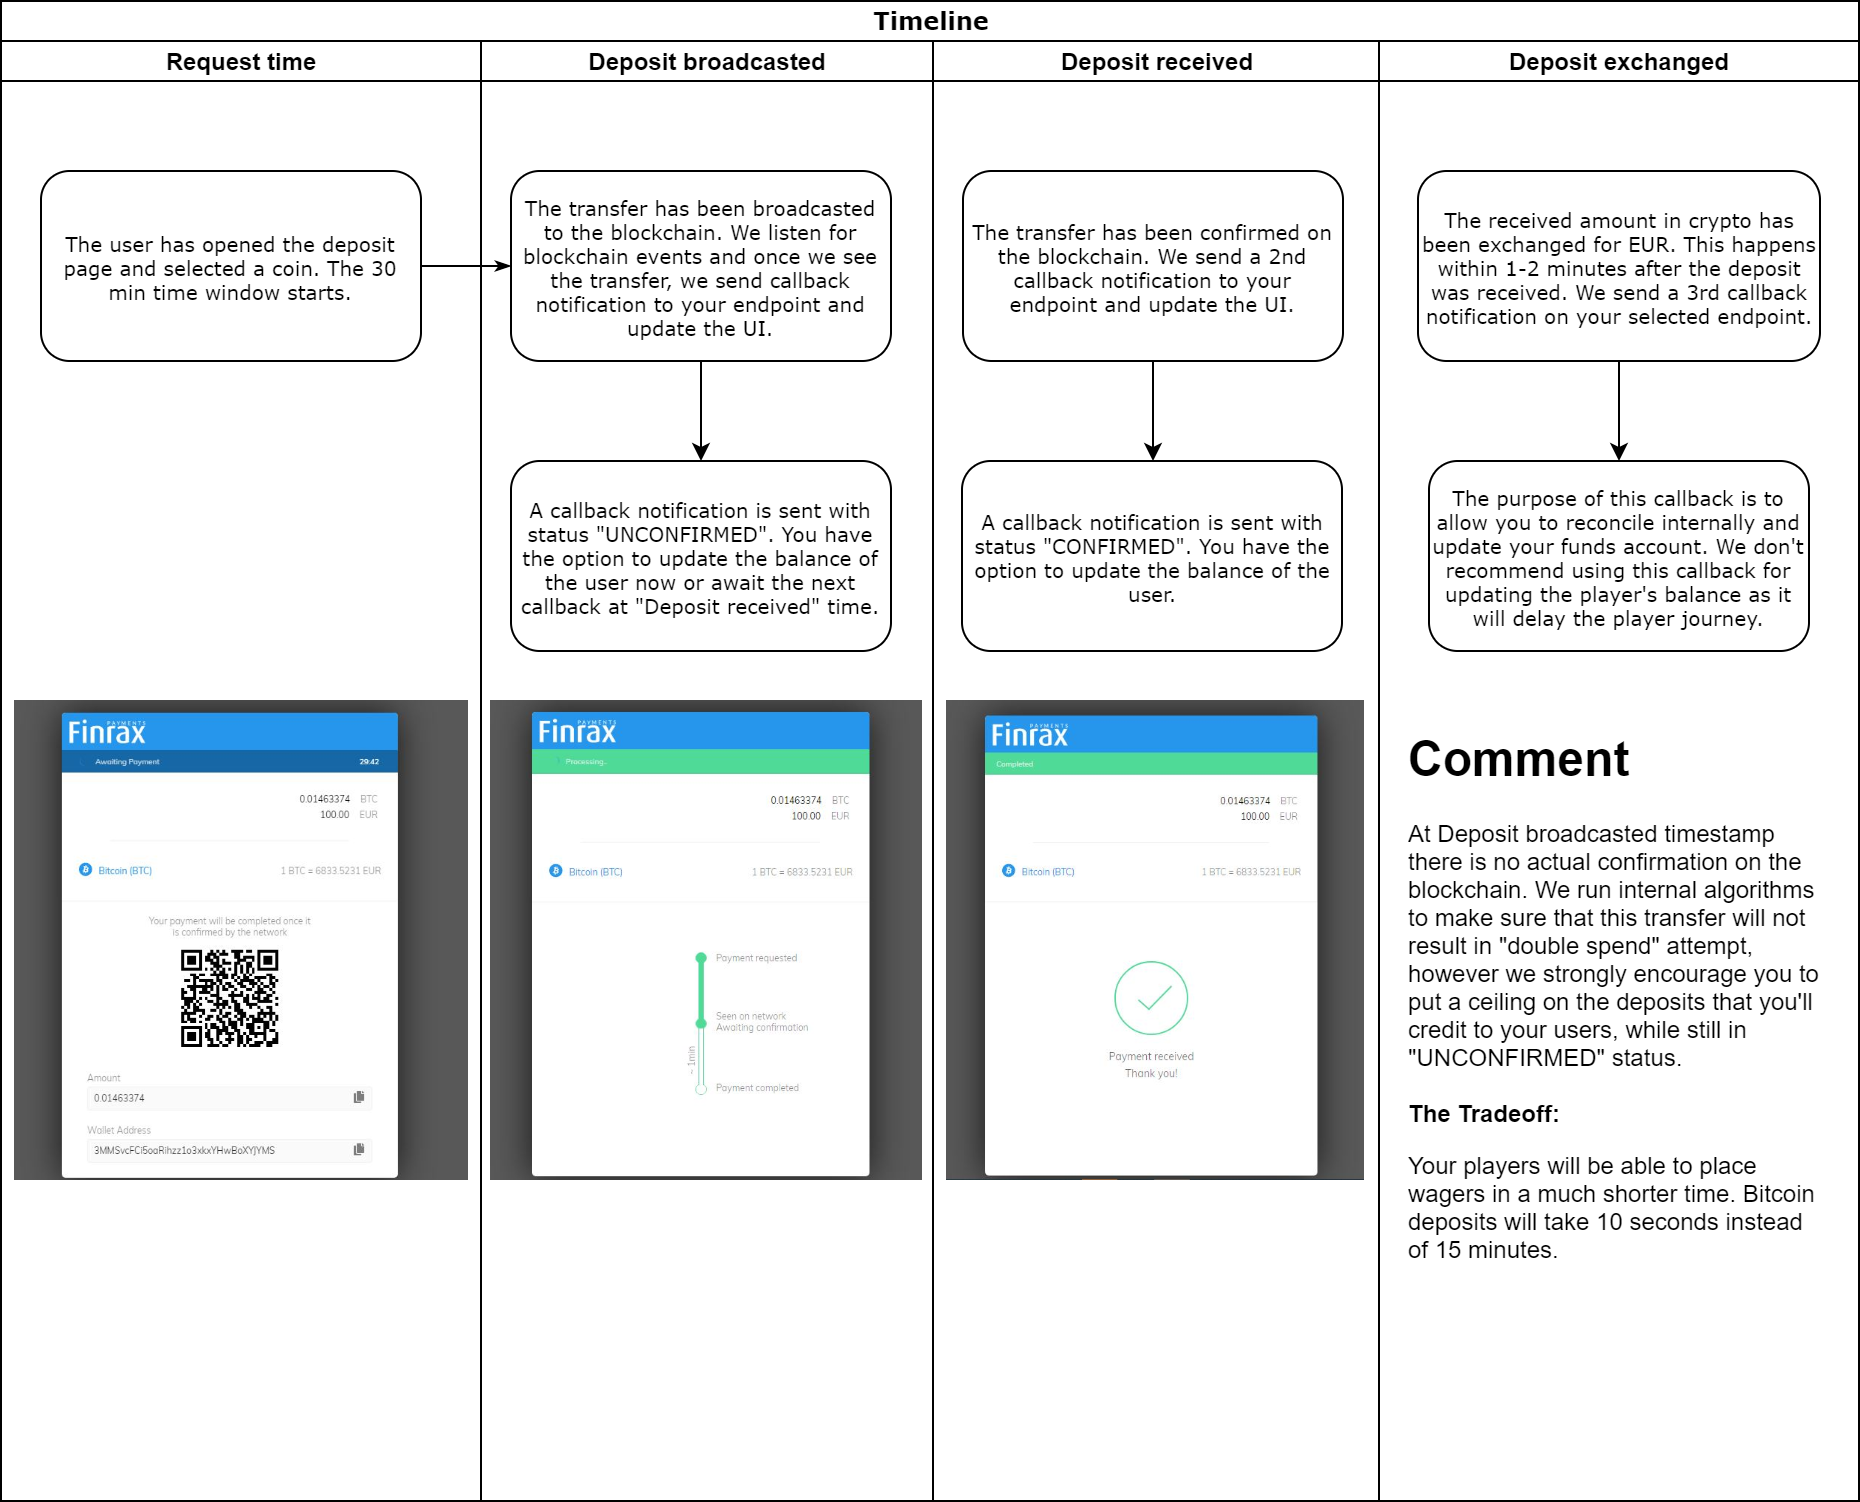 Timeline
Request time
Deposit broadcasted
Deposit received
Deposit exchanged
The user has opened the deposit
page and selected a coin. The 30
min time window starts.
The transfer has been broadcasted
to the blockchain. We listen for
blockchain events and once we see
the transfer, we send callback
notification to your endpoint and
update the UI.
The transfer has been confirmed on
the blockchain. We send a 2nd
callback notification to your
endpoint and update the UI.
The received amount in crypto has
been exchanged for EUR. This happens
within 1-2 minutes after the deposit
was received. We send a 3rd callback
notification on your selected endpoint.
A callback notification is sent with
status "UNCONFIRMED". You have
the option to update the balance of
the user now or await the next
callback at "Deposit received" time.
A callback notification is sent with
status "CONFIRMED". You have the
option to update the balance of the
user.
The purpose of this callback is to
allow you to reconcile internally and
update your funds account. We don't
recommend using this callback for
updating the player's balance as it
will delay the player journey.
PAYMENTS
Finrax
Awaiting Payment 29:42
0.01463374 BTC
100.00 EUR
Bitcoin (BTC) 1 BTC = 6833.5231 EUR
Your payment will be completed once it
is confirmed by the network
Amount
0.01463374
Wallet Address
PAYMENTS
Finrax
Processing..
0.01463374 BTC
100.00 EUR
Bitcoin (BTC) 1 BTC = 6833.5231 EUR
Payment requested
Seen on network
Awaiting confirmation
~ 1min
Payment completed
PAYMENTS
Finrax
Completed
0.01463374 BTC
100.00 EUR
Bitcoin (BTC) 1 BTC = 6833.5231 EUR
Payment received
Thank you!
Comment
At Deposit broadcasted timestamp
there is no actual confirmation on the
blockchain. We run internal algorithms
to make sure that this transfer will not
result in "double spend" attempt,
however we strongly encourage you to
put a ceiling on the deposits that you'll
credit to your users, while still in
"UNCONFIRMED" status.
The Tradeoff:
Your players will be able to place
wagers in a much shorter time. Bitcoin
deposits will take 10 seconds instead
of 15 minutes.